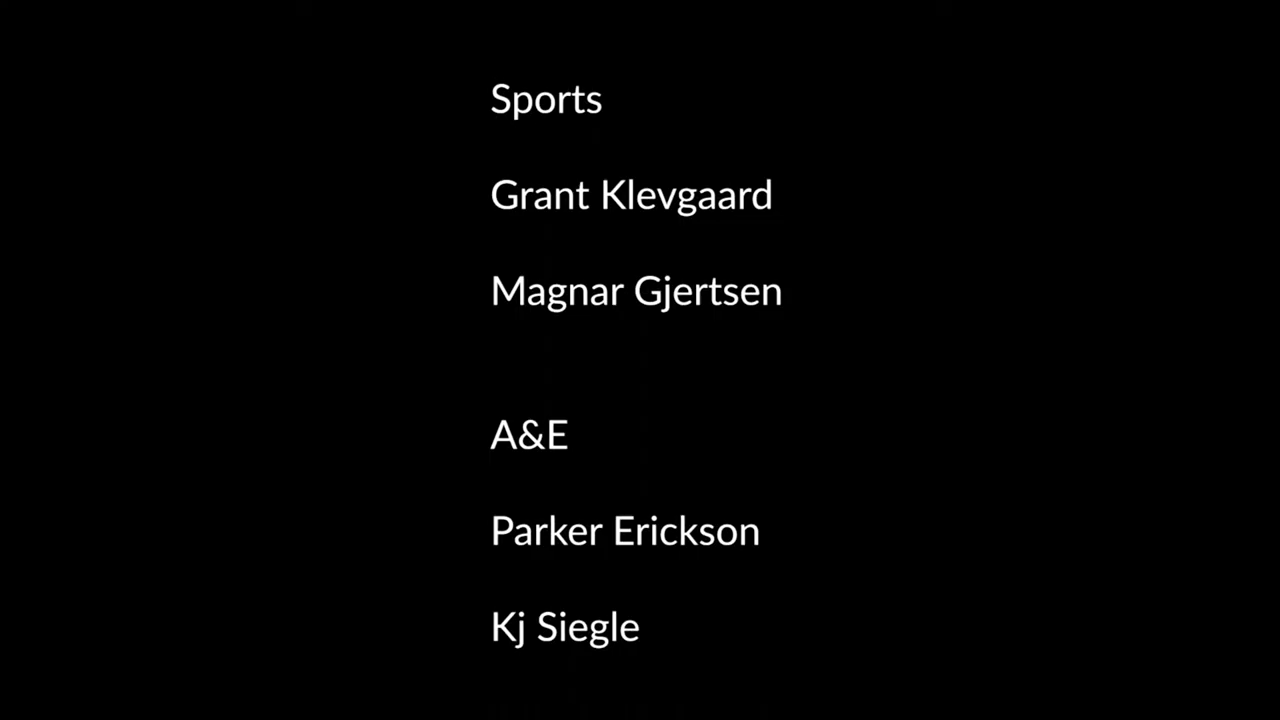 Sports
Grant Klevgaard
Magnar Gjertsen
A&E
Parker Erickson
Kj Siegle